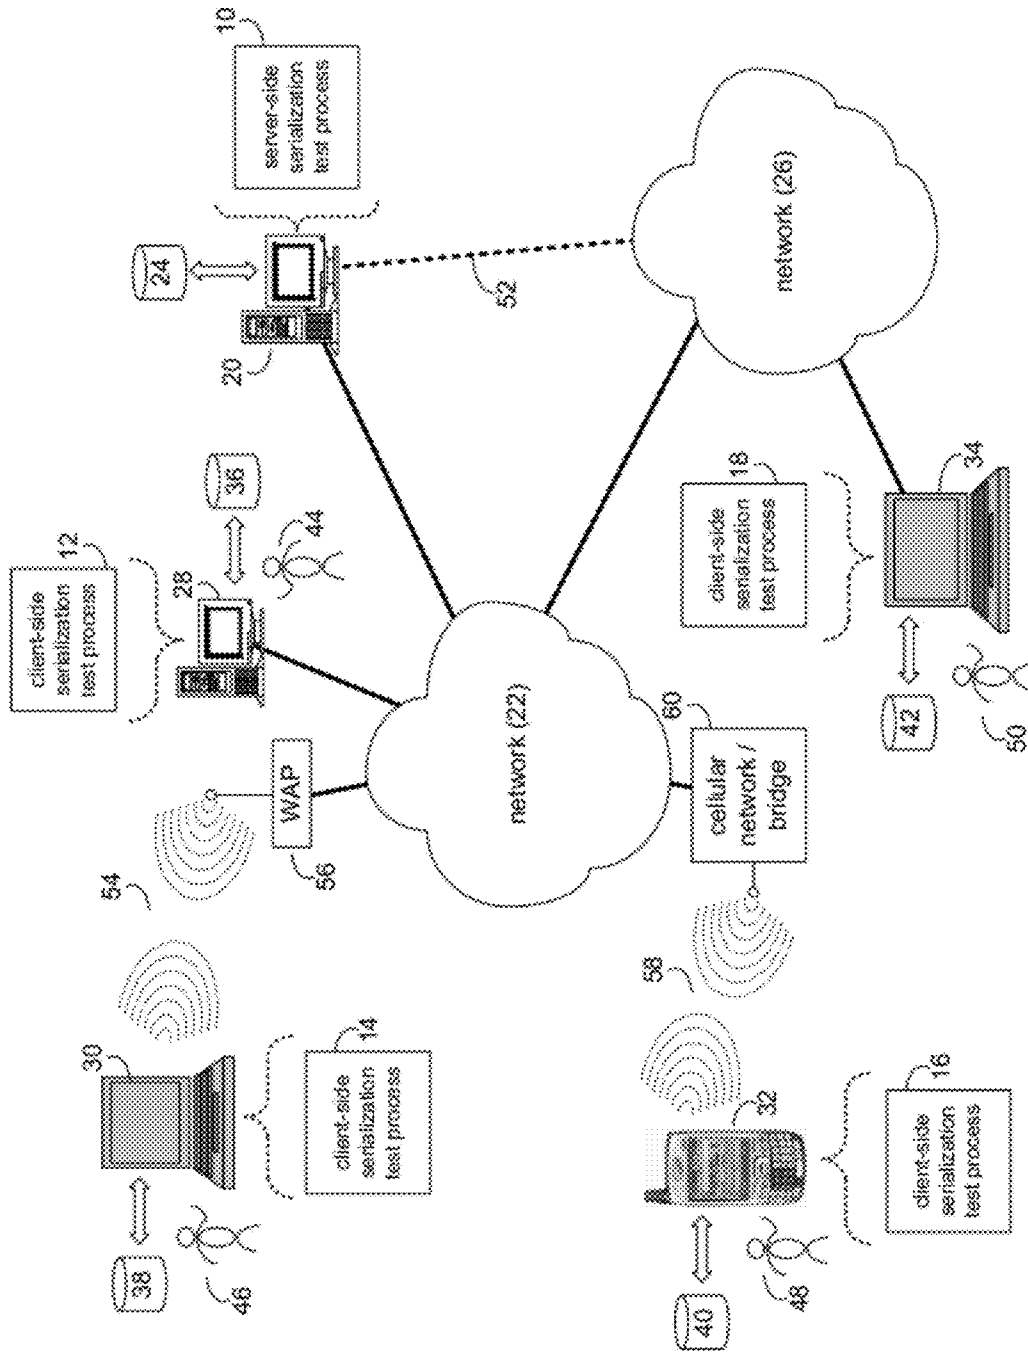 client-side
serialization
test process
12
30
54
38
24
28
10
46
36
20
server-side
serialization
test process
WAP
44
56
client-side
serialization
test process
14
52
network (22)
58
60
40
cellular
network /
bridge
client-side
serialization
test process
18
32
network (26)
48
42
client-side
serialization
test process
16
34
50